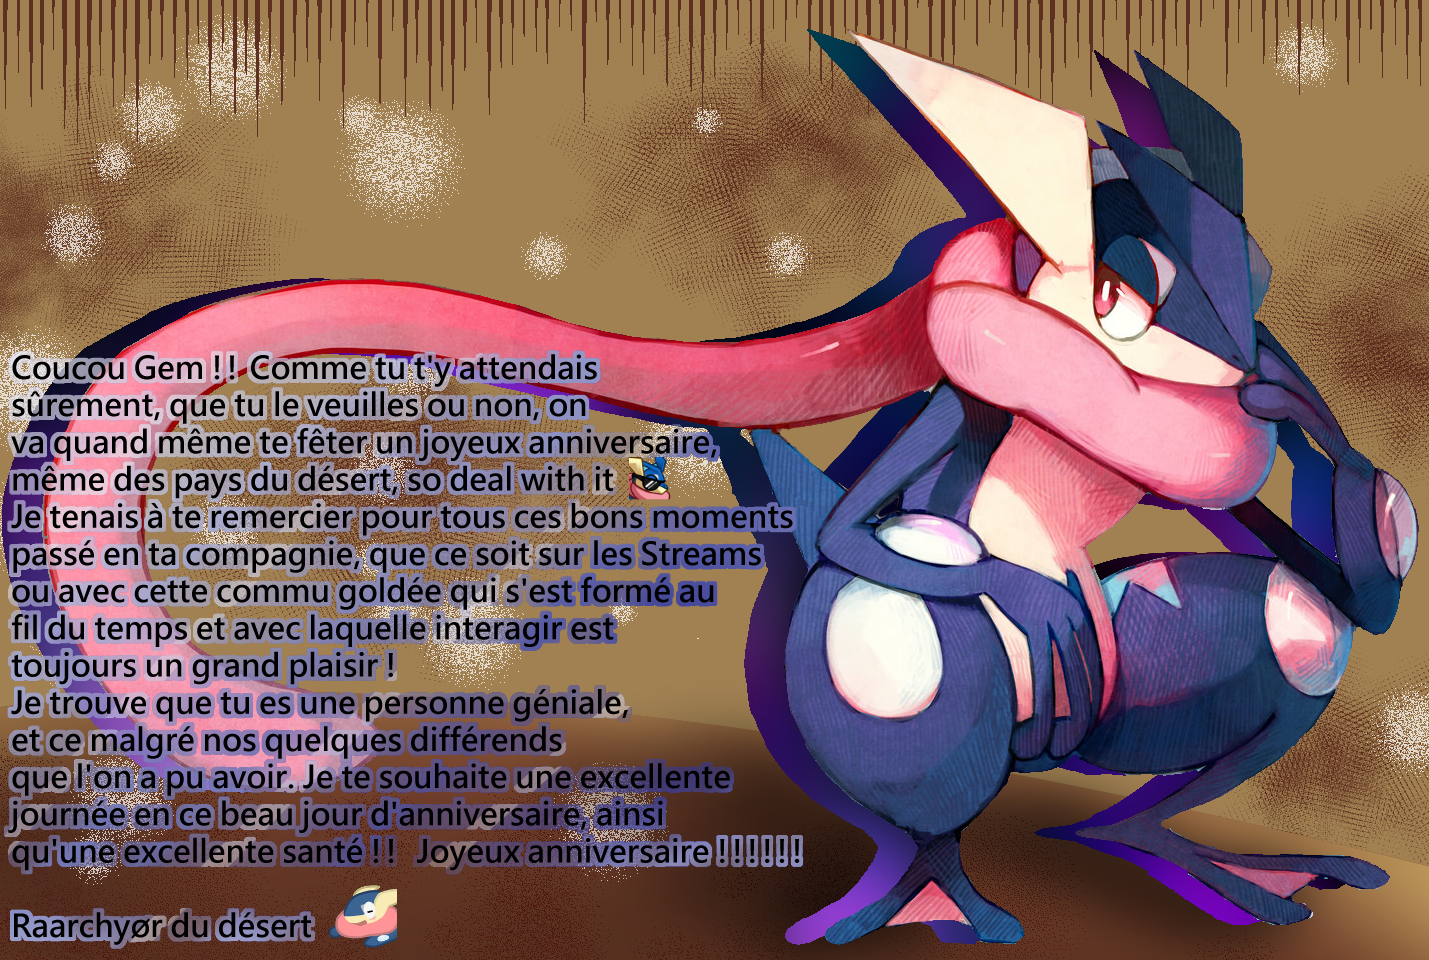 Coucou Gem !! Comme tu t'y attendais
sûrement, que tu le veuilles ou non, on
va quand même te fêter un joyeux anniversaire,
même des pays du désert, so deal with it
Je tenais à te remercier pour tous ces bons moments
passé en ta compagnie, que ce soit sur les Streams
ou avec cette commu goldée qui s'est formé au
fil du temps et avec laquelle interagir est
toujours un grand plaisir !
Je trouve que tu es une personne géniale,
et ce malgré nos quelques différends
que l'on a pu avoir. Je te souhaite une excellente
journée en ce beau jour d'anniversaire, ainsi
qu'une excellente santé !! Joyeux anniversaire !!!!!!
Raarchyør du désert